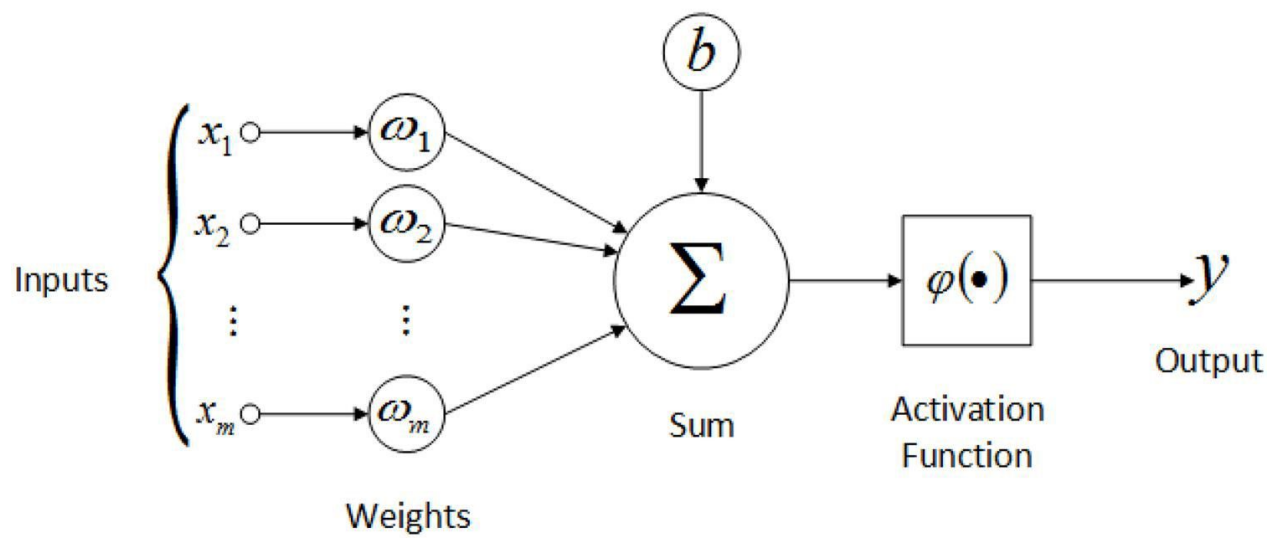 b
x₁ ω₁
x₂ ω₂
Inputs
⋮ ⋮
Σ
φ(•)
y
Output
xₘ ωₘ
Sum
Activation
Function
Weights